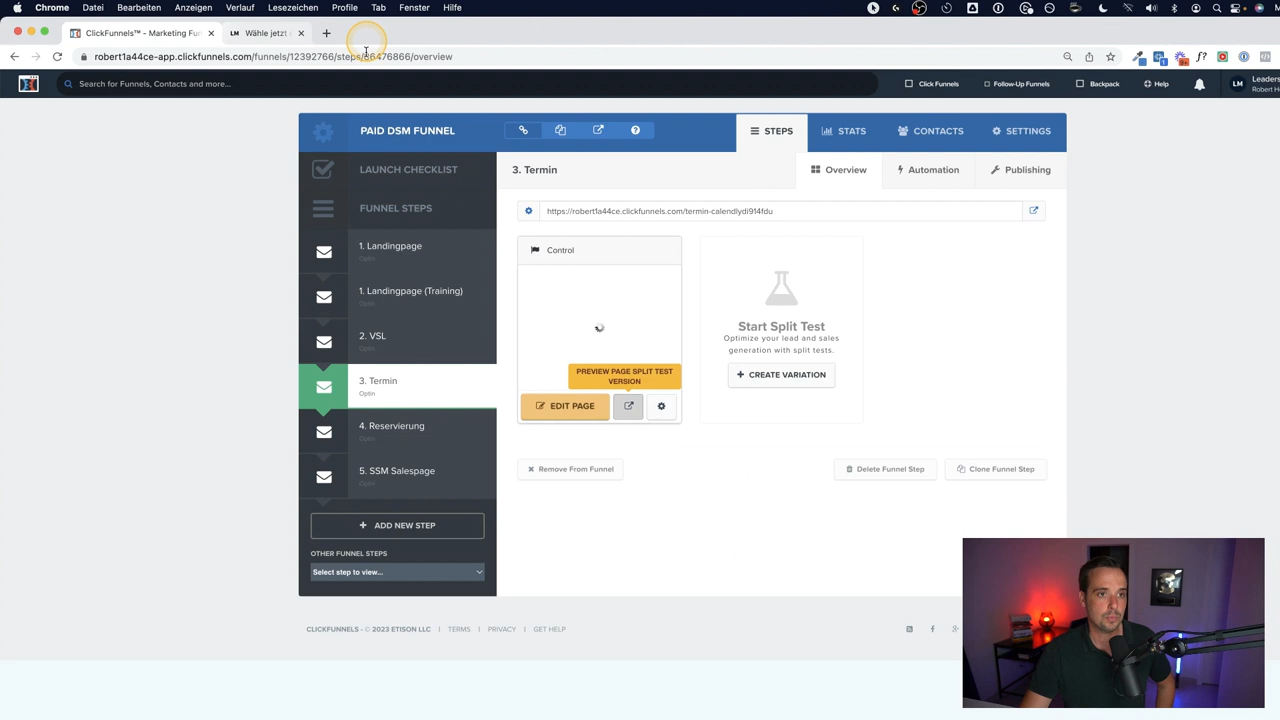 Chrome Datei Bearbeiten Anzeigen Verlauf Lesezeichen Profile Tab Fenster Hilfe
ClickFunnels™ - Marketing Fun
LM Wähle jetzt
robert1a44ce-app.clickfunnels.com/funnels/12392766/steps/ /overview
Search for Funnels, Contacts and more...
Click Funnels
Follow-Up Funnels
Backpack
Help
LM
Leaders
Robert He
PAID DSM FUNNEL
STEPS
STATS
CONTACTS
SETTINGS
LAUNCH CHECKLIST
3. Termin
Overview
Automation
Publishing
FUNNEL STEPS
https://robert1a44ce.clickfunnels.com/termin-calendlydi914fdu
1. Landingpage
Optin
1. Landingpage (Training)
Optin
2. VSL
Optin
3. Termin
Optin
4. Reservierung
Optin
5. SSM Salespage
Optin
Control
PREVIEW PAGE SPLIT TEST
VERSION
EDIT PAGE
Start Split Test
Optimize your lead and sales
generation with split tests.
CREATE VARIATION
Remove From Funnel
Delete Funnel Step
Clone Funnel Step
ADD NEW STEP
OTHER FUNNEL STEPS
Select step to view...
CLICKFUNNELS - © 2023 ETISON LLC | TERMS | PRIVACY | GET HELP